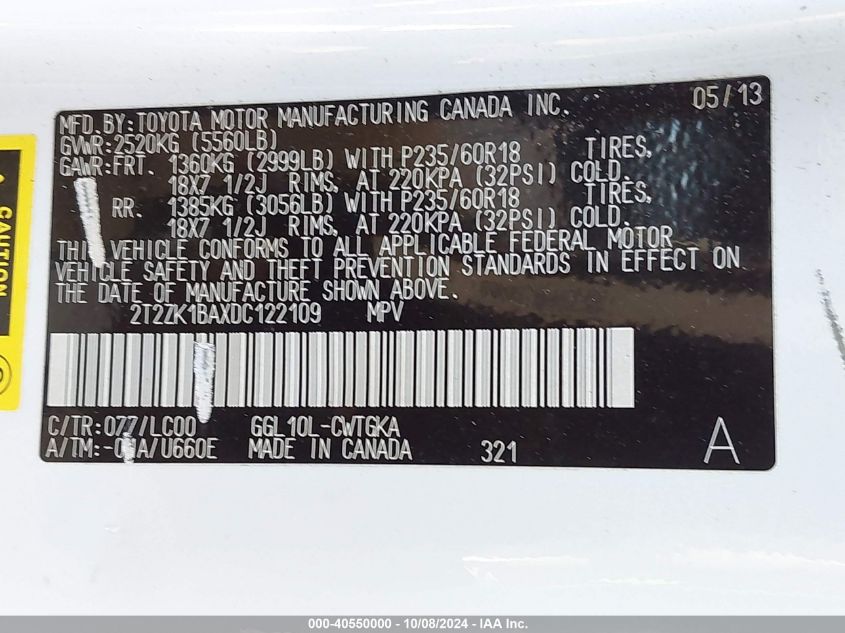 MFD. BY: TOYOTA MOTOR MANUFACTURING CANADA INC. 05/13
GVWR: 2520KG (5560LB)
GAWR: FRT. 1360KG (2999LB) WITH P235/60R18 TIRES,
18X7 1/2J RIMS, AT 220KPA (32PSI) COLD.
RR. 1385KG (3056LB) WITH P235/60R18 TIRES,
18X7 1/2J RIMS, AT 220KPA (32PSI) COLD.
THIS VEHICLE CONFORMS TO ALL APPLICABLE FEDERAL MOTOR
VEHICLE SAFETY AND THEFT PREVENTION STANDARDS IN EFFECT ON
THE DATE OF MANUFACTURE SHOWN ABOVE.
2T2ZK1BAXDC122109 MPV
C/TR: 077/LC00 GGL10L-CWTGKA
A/TM: /U660E MADE IN CANADA 321 A
CAUTION
000-40550000 - 10/08/2024 - IAA Inc.